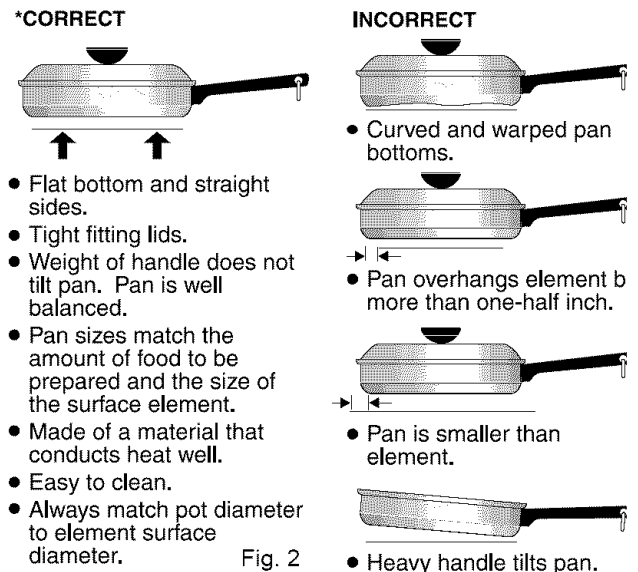 *CORRECT
• Flat bottom and straight
sides.
• Tight fitting lids.
• Weight of handle does not
tilt pan. Pan is well
balanced.
• Pan sizes match the
amount of food to be
prepared and the size of
the surface element.
• Made of a material that
conducts heat well.
• Easy to clean.
• Always match pot diameter
to element surface
diameter.
Fig. 2
INCORRECT
• Curved and warped pan
bottoms.
• Pan overhangs element b
more than one-half inch.
• Pan is smaller than
element.
• Heavy handle tilts pan.